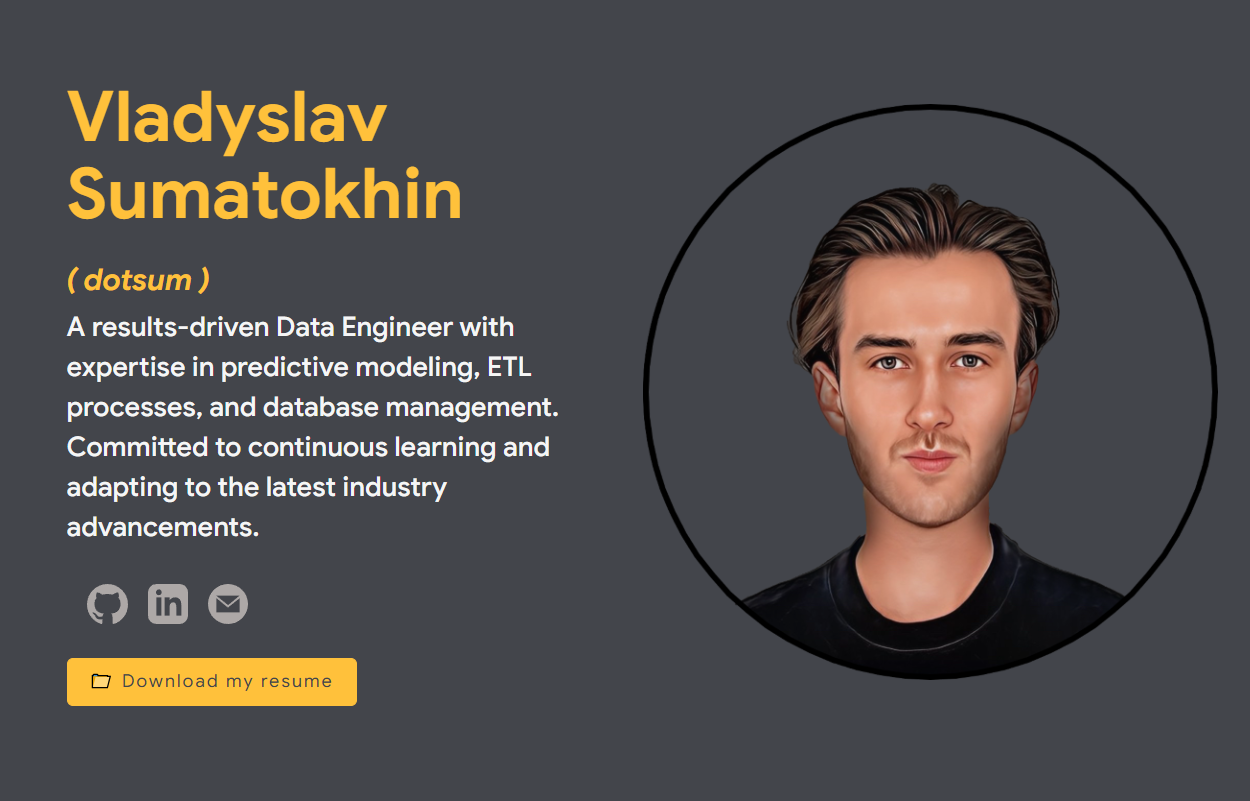 Vladyslav
Sumatokhin
( dotsum )
A results-driven Data Engineer with
expertise in predictive modeling, ETL
processes, and database management.
Committed to continuous learning and
adapting to the latest industry
advancements.
in
Download my resume